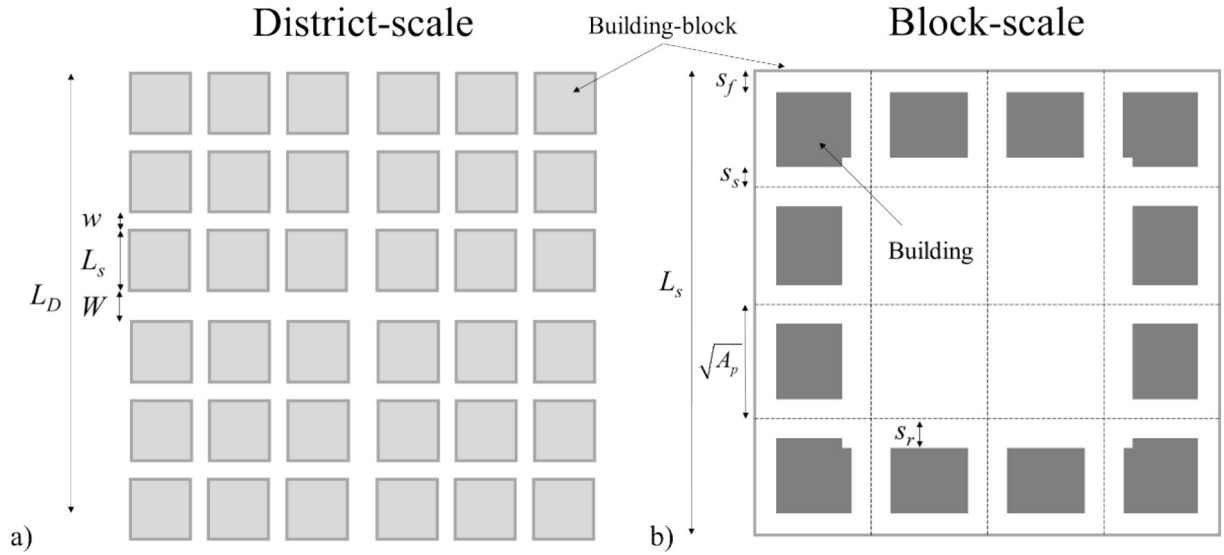 District-scale
Building-block
Block-scale
w
L_s
L_D
W
a)
s_f
s_s
Building
L_s
√A_p
s_r
b)